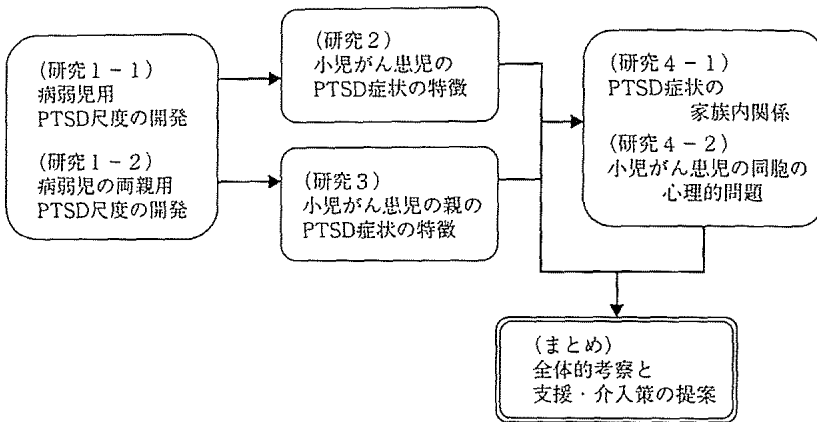 (研究1-1)
病弱児用
PTSD尺度の開発
(研究1-2)
病弱児の両親用
PTSD尺度の開発
(研究2)
小児がん患児の
PTSD症状の特徴
(研究3)
小児がん患児の親の
PTSD症状の特徴
(研究4-1)
PTSD症状の
家族内関係
(研究4-2)
小児がん患児の同胞の
心理的問題
(まとめ)
全体的考察と
支援・介入策の提案